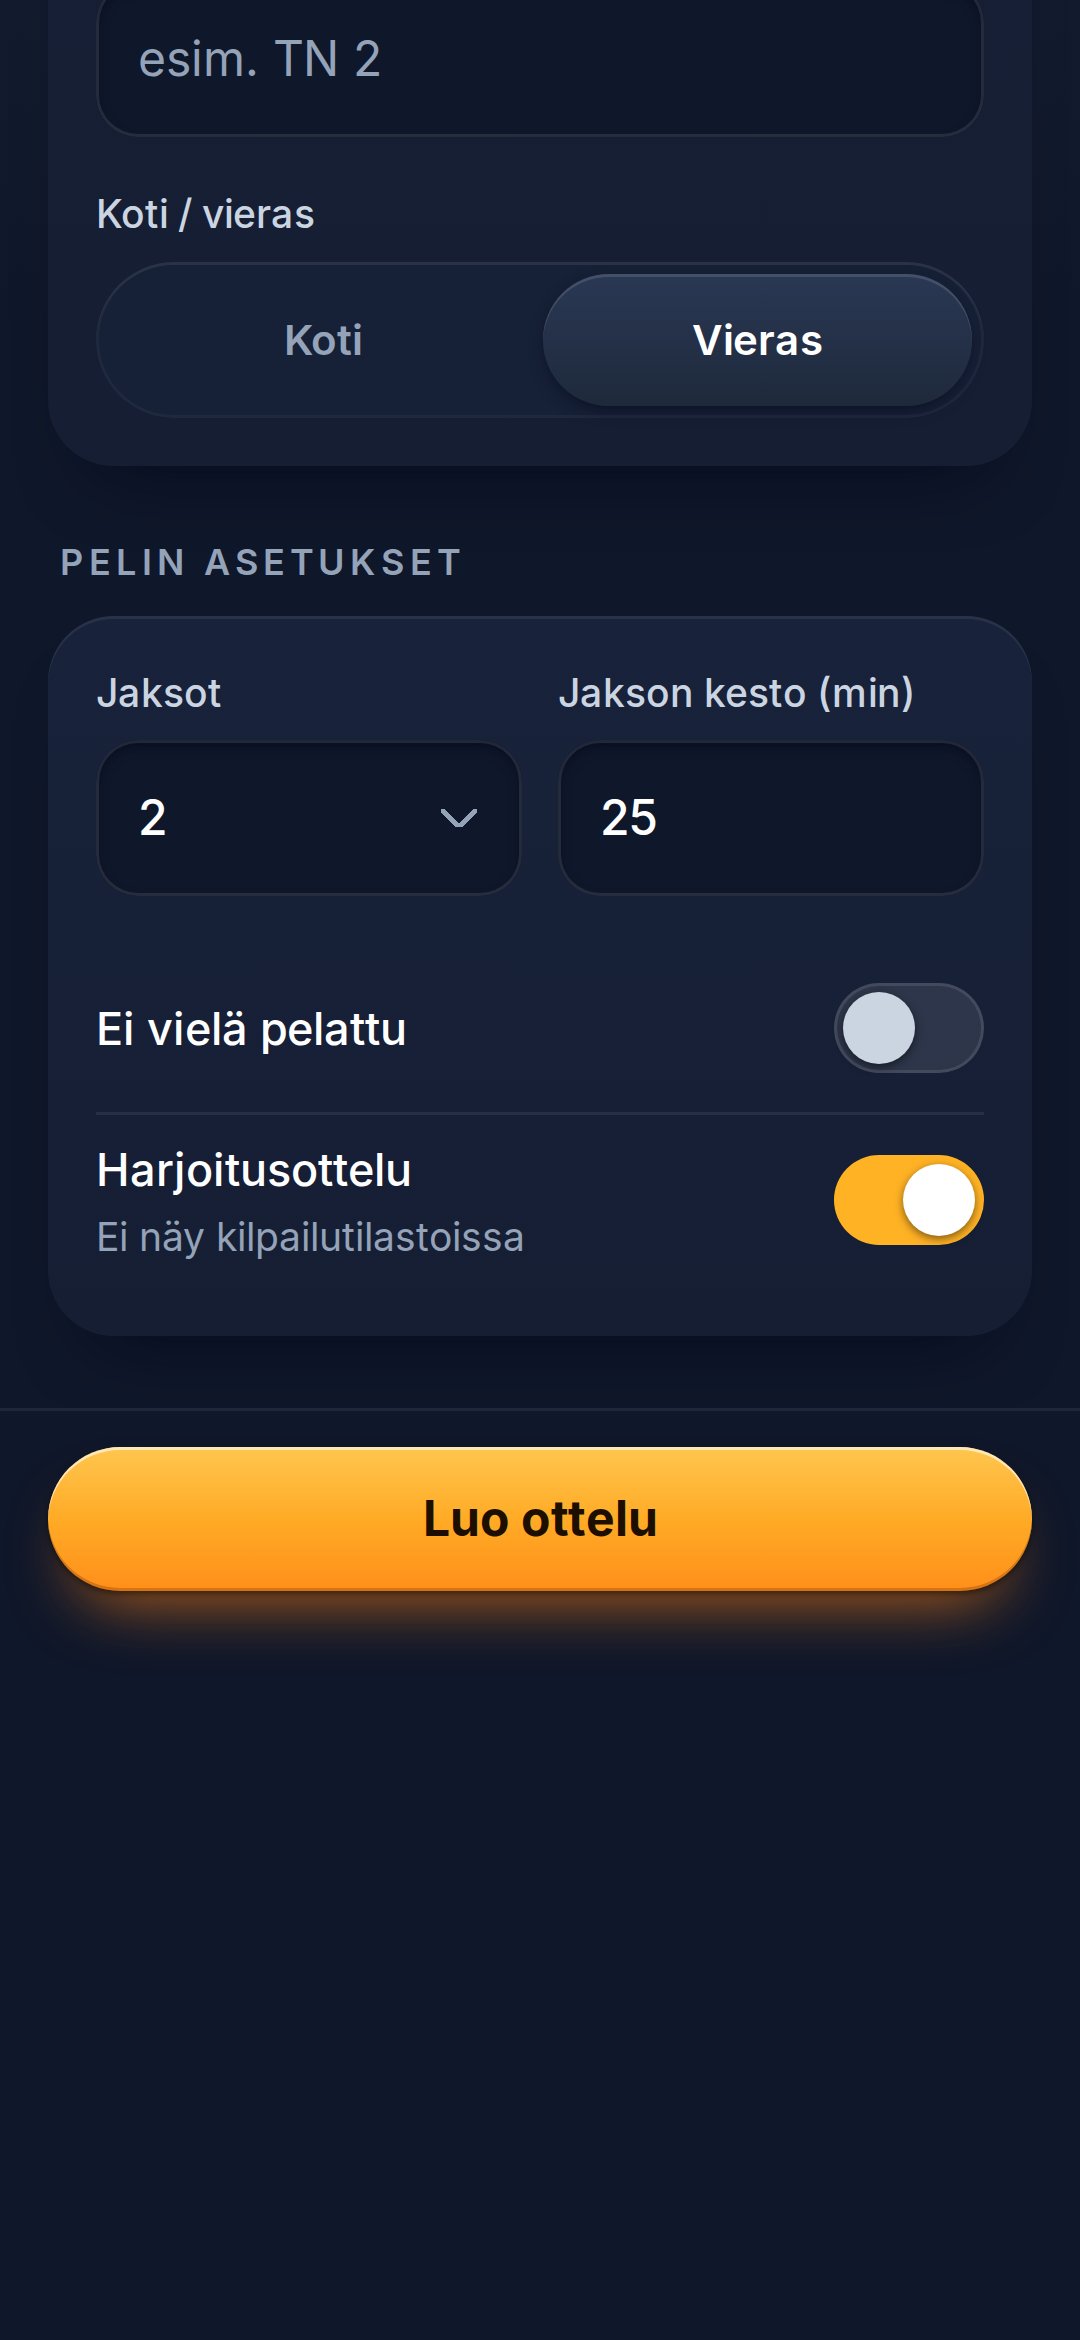 esim. TN 2
Koti / vieras
Koti
Vieras
PELIN ASETUKSET
Jaksot
Jakson kesto (min)
2
25
Ei vielä pelattu
Harjoitusottelu
Ei näy kilpailutilastoissa
Luo ottelu